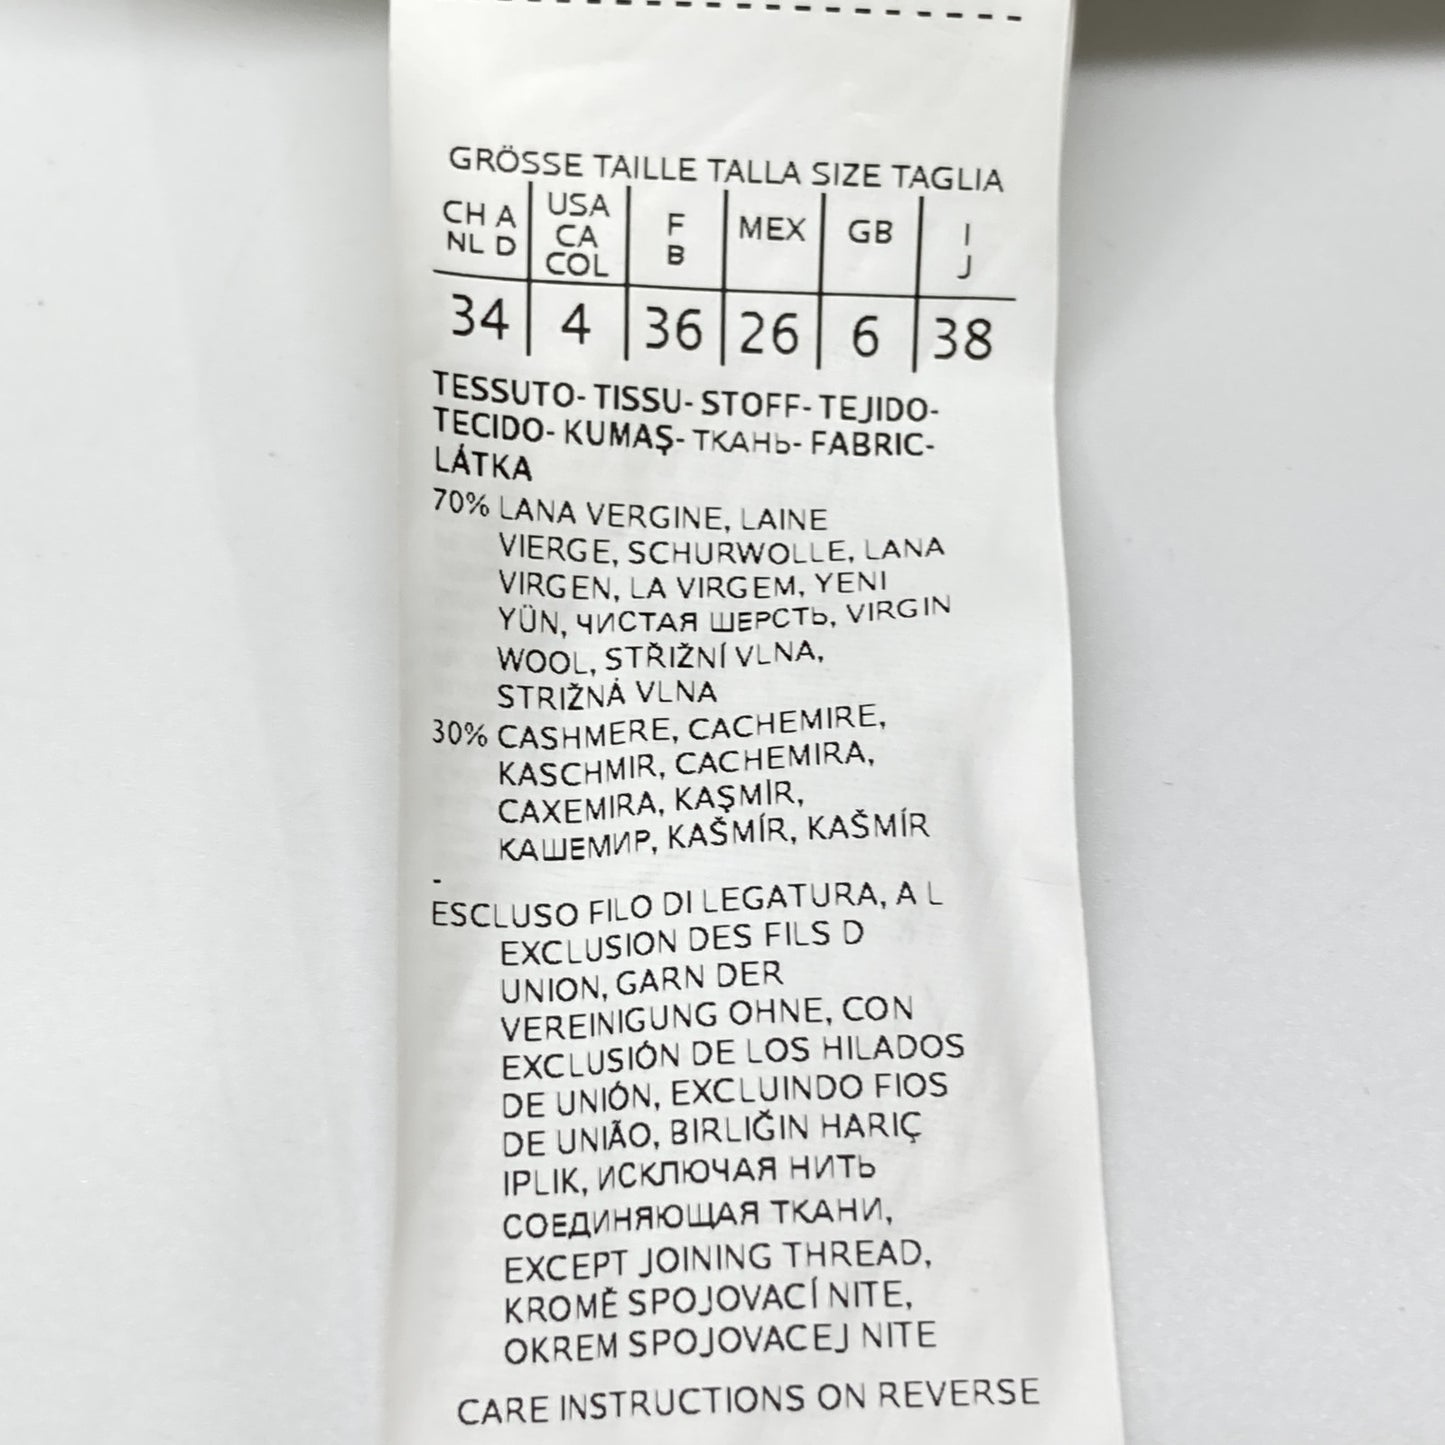 GRÖSSE TAILLE TALLA SIZE TAGLIA
CH A NL D USA CA COL F B MEX GB I J
34 4 36 26 6 38
TESSUTO- TISSU- STOFF- TEJIDO-
TECIDO- KUMAŞ- ТКАНЬ- FABRIC-
LÁTKA
70% LANA VERGINE, LAINE
VIERGE, SCHURWOLLE, LANA
VIRGEN, LA VIRGEM, YENI
YÜN, ЧИСТАЯ ШЕРСТЬ, VIRGIN
WOOL, STŘIŽNÍ VLNA,
STRIŽNÁ VLNA
30% CASHMERE, CACHEMIRE,
KASCHMIR, CACHEMIRA,
CAXEMIRA, KAŞMİR,
КАШЕМИР, KAŠMÍR, KAŠMÍR
-
ESCLUSO FILO DI LEGATURA, A L
EXCLUSION DES FILS D
UNION, GARN DER
VEREINIGUNG OHNE, CON
EXCLUSIÓN DE LOS HILADOS
DE UNIÓN, EXCLUINDO FIOS
DE UNIÃO, BIRLIĞIN HARIÇ
IPLIK, ИСКЛЮЧАЯ НИТЬ
СОЕДИНЯЮЩАЯ ТКАНИ,
EXCEPT JOINING THREAD,
KROMĚ SPOJOVACÍ NITE,
OKREM SPOJOVACEJ NITE
CARE INSTRUCTIONS ON REVERSE